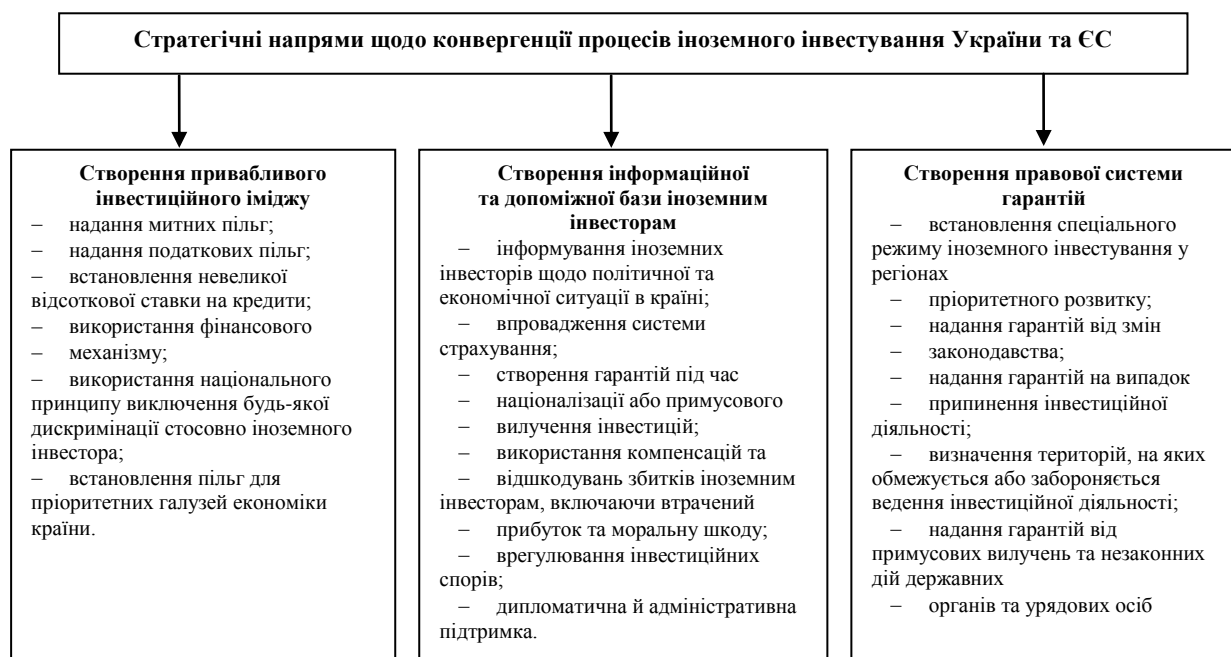 Стратегічні напрями щодо конвергенції процесів іноземного інвестування України та ЄС
Створення привабливого
інвестиційного іміджу
– надання митних пільг;
– надання податкових пільг;
– встановлення невеликої
відсоткової ставки на кредити;
– використання фінансового
– механізму;
– використання національного
принципу виключення будь-якої
дискримінації стосовно іноземного
інвестора;
– встановлення пільг для
пріоритетних галузей економіки
країни.
Створення інформаційної
та допоміжної бази іноземним
інвесторам
– інформування іноземних
інвесторів щодо політичної та
економічної ситуації в країні;
– впровадження системи
страхування;
– створення гарантій під час
– націоналізації або примусового
– вилучення інвестицій;
– використання компенсацій та
– відшкодувань збитків іноземним
інвесторам, включаючи втрачений
– прибуток та моральну шкоду;
– врегулювання інвестиційних
спорів;
– дипломатична й адміністративна
підтримка.
Створення правової системи
гарантій
– встановлення спеціального
режиму іноземного інвестування у
регіонах
– пріоритетного розвитку;
– надання гарантій від змін
– законодавства;
– надання гарантій на випадок
– припинення інвестиційної
діяльності;
– визначення територій, на яких
обмежується або забороняється
ведення інвестиційної діяльності;
– надання гарантій від
примусових вилучень та незаконних
дій державних
– органів та урядових осіб